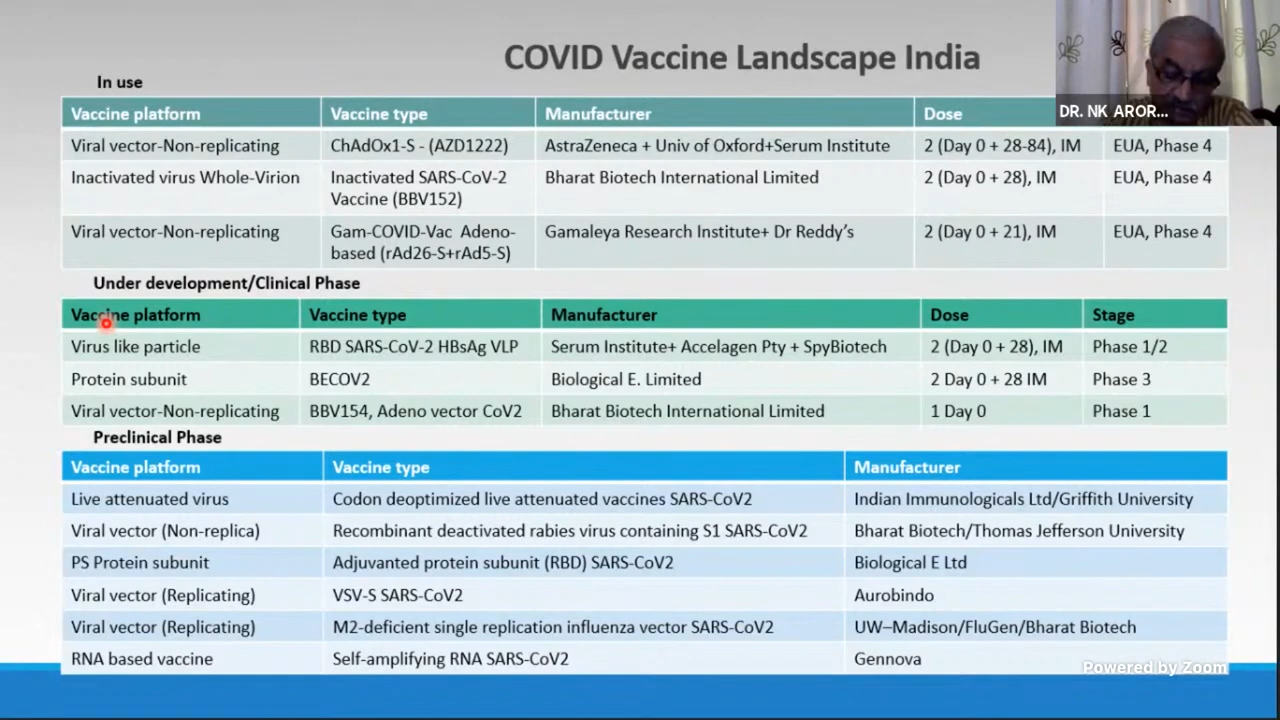 COVID Vaccine Landscape India
DR. NK AROR...
In use
Vaccine platform Vaccine type Manufacturer Dose
Viral vector-Non-replicating ChAdOx1-S - (AZD1222) AstraZeneca + Univ of Oxford+Serum Institute 2 (Day 0 + 28-84), IM EUA, Phase 4
Inactivated virus Whole-Virion Inactivated SARS-CoV-2 Bharat Biotech International Limited 2 (Day 0 + 28), IM EUA, Phase 4
Vaccine (BBV152)
Viral vector-Non-replicating Gam-COVID-Vac Adeno- Gamaleya Research Institute+ Dr Reddy’s 2 (Day 0 + 21), IM EUA, Phase 4
based (rAd26-S+rAd5-S)
Under development/Clinical Phase
Vaccine platform Vaccine type Manufacturer Dose Stage
Virus like particle RBD SARS-CoV-2 HBsAg VLP Serum Institute+ Accelagen Pty + SpyBiotech 2 (Day 0 + 28), IM Phase 1/2
Protein subunit BECOV2 Biological E. Limited 2 Day 0 + 28 IM Phase 3
Viral vector-Non-replicating BBV154, Adeno vector CoV2 Bharat Biotech International Limited 1 Day 0 Phase 1
Preclinical Phase
Vaccine platform Vaccine type Manufacturer
Live attenuated virus Codon deoptimized live attenuated vaccines SARS-CoV2 Indian Immunologicals Ltd/Griffith University
Viral vector (Non-replica) Recombinant deactivated rabies virus containing S1 SARS-CoV2 Bharat Biotech/Thomas Jefferson University
PS Protein subunit Adjuvanted protein subunit (RBD) SARS-CoV2 Biological E Ltd
Viral vector (Replicating) VSV-S SARS-CoV2 Aurobindo
Viral vector (Replicating) M2-deficient single replication influenza vector SARS-CoV2 UW–Madison/FluGen/Bharat Biotech
RNA based vaccine Self-amplifying RNA SARS-CoV2 Gennova
Powered by Zoom